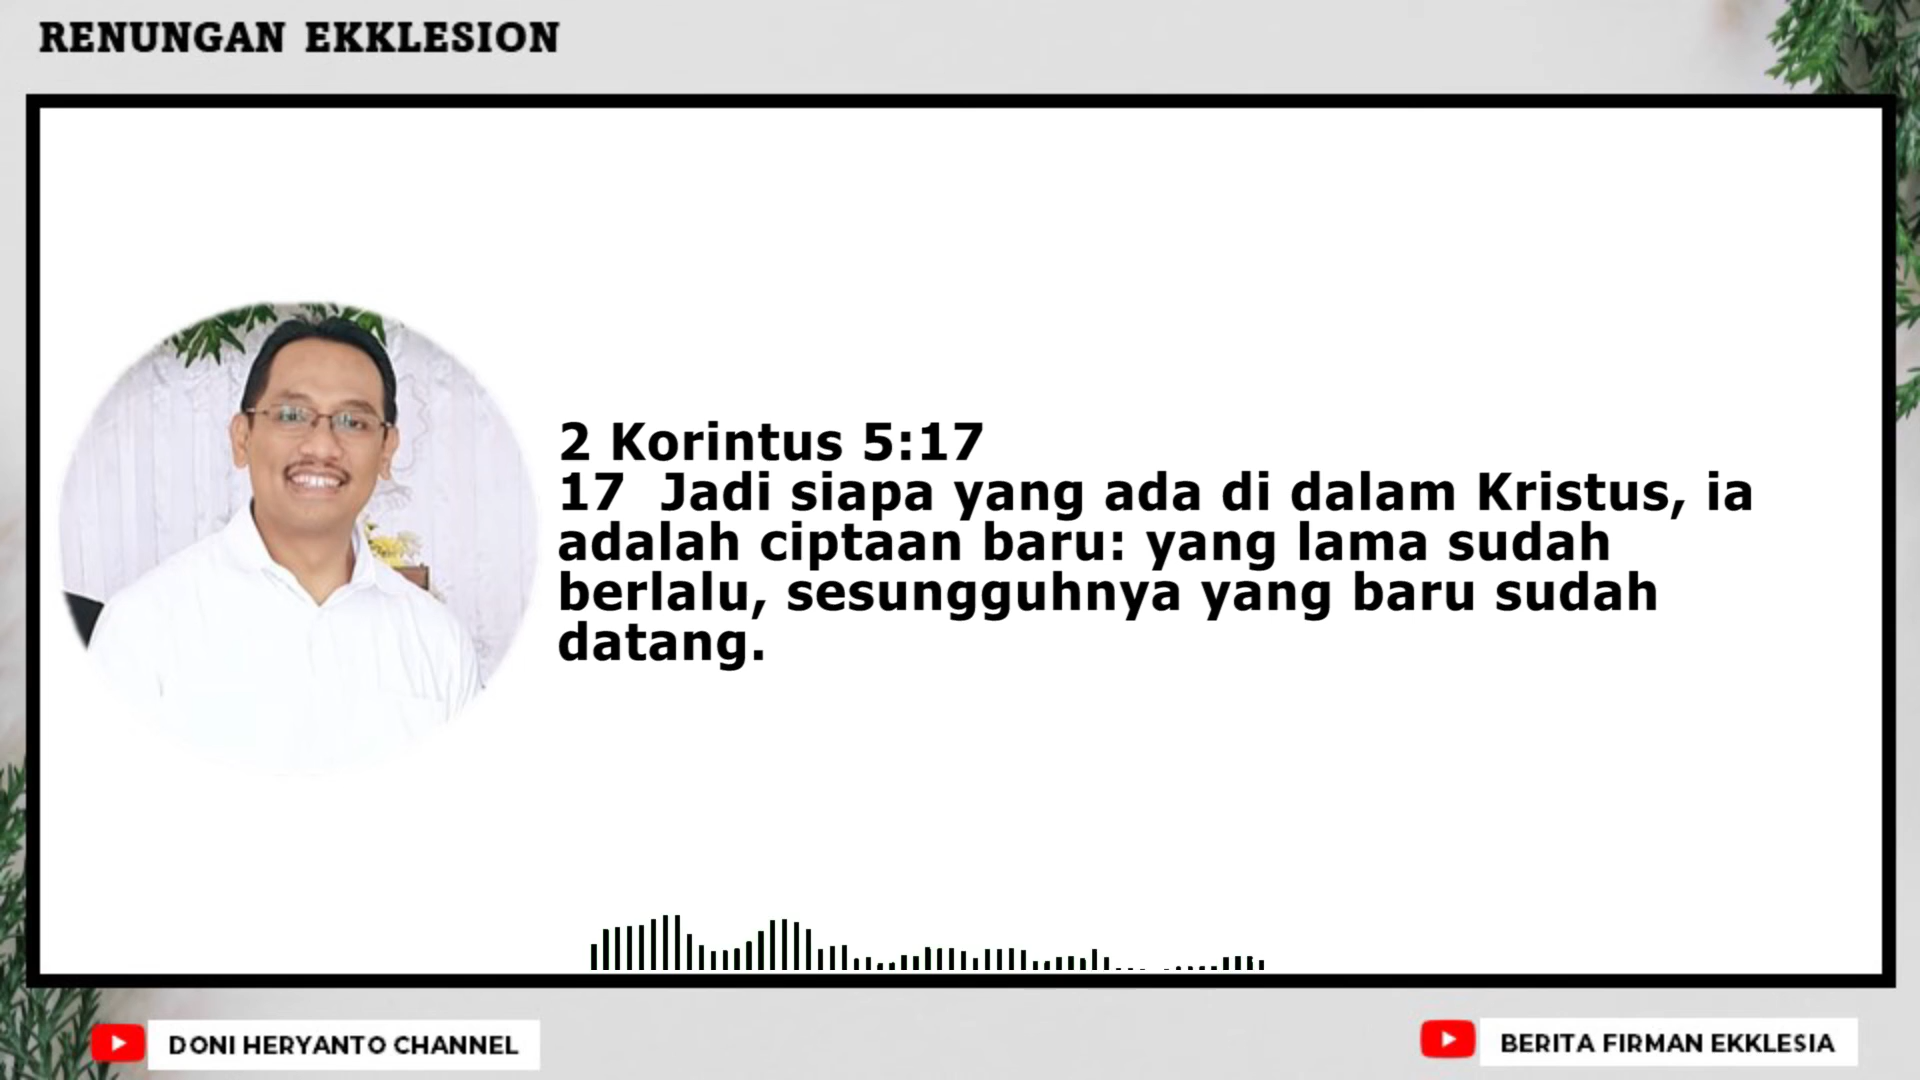 RENUNGAN EKKLESION
2 Korintus 5:17
17  Jadi siapa yang ada di dalam Kristus, ia
adalah ciptaan baru: yang lama sudah
berlalu, sesungguhnya yang baru sudah
datang.
DONI HERYANTO CHANNEL
BERITA FIRMAN EKKLESIA